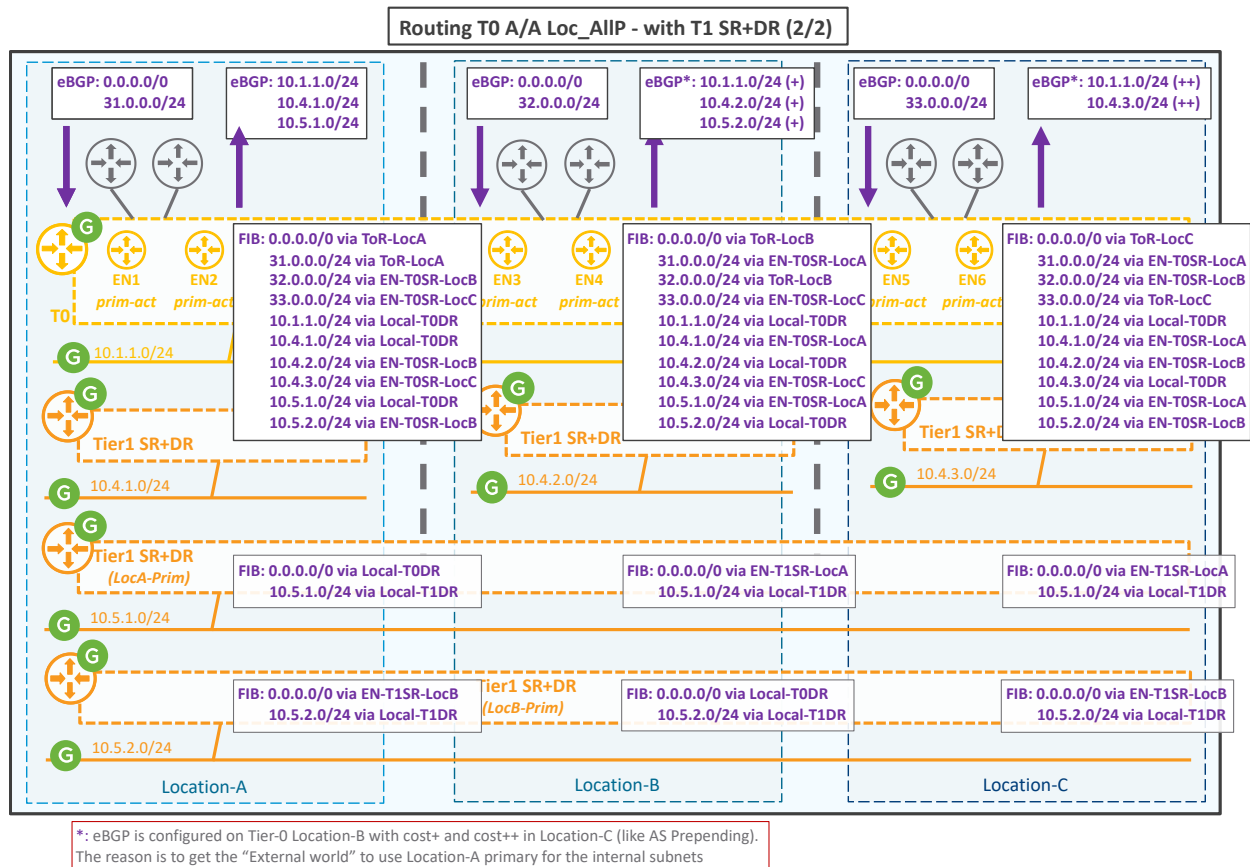 Routing T0 A/A Loc_AllP - with T1 SR+DR (2/2)
eBGP: 0.0.0.0/0
31.0.0.0/24
eBGP: 10.1.1.0/24
10.4.1.0/24
10.5.1.0/24
eBGP: 0.0.0.0/0
32.0.0.0/24
eBGP*: 10.1.1.0/24 (+)
10.4.2.0/24 (+)
10.5.2.0/24 (+)
eBGP: 0.0.0.0/0
33.0.0.0/24
eBGP*: 10.1.1.0/24 (++)
10.4.3.0/24 (++)
G
EN1
prim-act
EN2
prim-act
T0
FIB: 0.0.0.0/0 via ToR-LocA
31.0.0.0/24 via ToR-LocA
32.0.0.0/24 via EN-T0SR-LocB
33.0.0.0/24 via EN-T0SR-LocC
10.1.1.0/24 via Local-T0DR
10.4.1.0/24 via Local-T0DR
10.4.2.0/24 via EN-T0SR-LocB
10.4.3.0/24 via EN-T0SR-LocC
10.5.1.0/24 via Local-T0DR
10.5.2.0/24 via EN-T0SR-LocB
EN3
prim-act
EN4
prim-act
FIB: 0.0.0.0/0 via ToR-LocB
31.0.0.0/24 via EN-T0SR-LocA
32.0.0.0/24 via ToR-LocB
33.0.0.0/24 via EN-T0SR-LocC
10.1.1.0/24 via Local-T0DR
10.4.1.0/24 via EN-T0SR-LocA
10.4.2.0/24 via Local-T0DR
10.4.3.0/24 via EN-T0SR-LocC
10.5.1.0/24 via EN-T0SR-LocA
10.5.2.0/24 via Local-T0DR
EN5
prim-act
EN6
prim-act
FIB: 0.0.0.0/0 via ToR-LocC
31.0.0.0/24 via EN-T0SR-LocA
32.0.0.0/24 via EN-T0SR-LocB
33.0.0.0/24 via ToR-LocC
10.1.1.0/24 via Local-T0DR
10.4.1.0/24 via EN-T0SR-LocA
10.4.2.0/24 via EN-T0SR-LocB
10.4.3.0/24 via Local-T0DR
10.5.1.0/24 via EN-T0SR-LocA
10.5.2.0/24 via EN-T0SR-LocB
G
10.1.1.0/24
G
Tier1 SR+DR
G
10.4.1.0/24
G
Tier1 SR+DR
G
10.4.2.0/24
G
Tier1 SR+D
G
10.4.3.0/24
G
Tier1 SR+DR
(LocA-Prim)
FIB: 0.0.0.0/0 via Local-T0DR
10.5.1.0/24 via Local-T1DR
FIB: 0.0.0.0/0 via EN-T1SR-LocA
10.5.1.0/24 via Local-T1DR
FIB: 0.0.0.0/0 via EN-T1SR-LocA
10.5.1.0/24 via Local-T1DR
G
10.5.1.0/24
G
FIB: 0.0.0.0/0 via EN-T1SR-LocB
10.5.2.0/24 via Local-T1DR
Tier1 SR+DR
(LocB-Prim)
FIB: 0.0.0.0/0 via Local-T0DR
10.5.2.0/24 via Local-T1DR
FIB: 0.0.0.0/0 via EN-T1SR-LocB
10.5.2.0/24 via Local-T1DR
G
10.5.2.0/24
Location-A
Location-B
Location-C
*: eBGP is configured on Tier-0 Location-B with cost+ and cost++ in Location-C (like AS Prepending).
The reason is to get the “External world” to use Location-A primary for the internal subnets